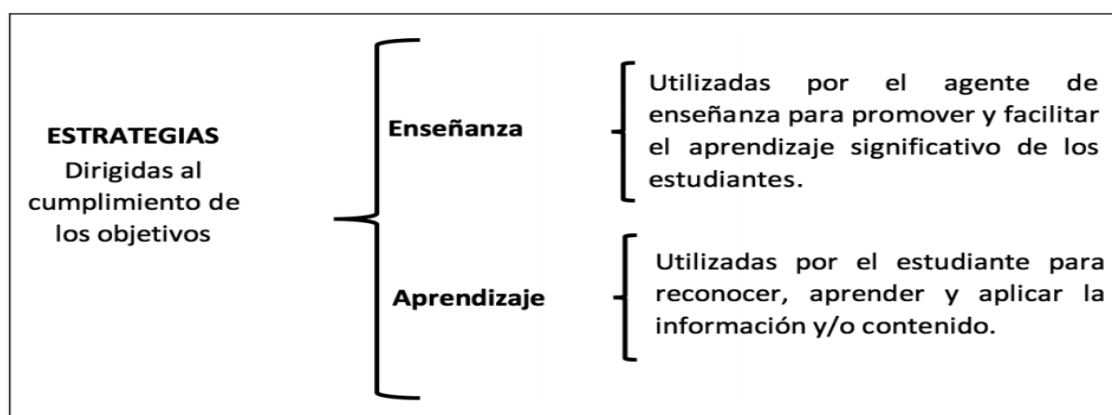 ESTRATEGIAS
Dirigidas al
cumplimiento de
los objetivos
Enseñanza
Utilizadas por el agente de
enseñanza para promover y facilitar
el aprendizaje significativo de los
estudiantes.
Aprendizaje
Utilizadas por el estudiante para
reconocer, aprender y aplicar la
información y/o contenido.